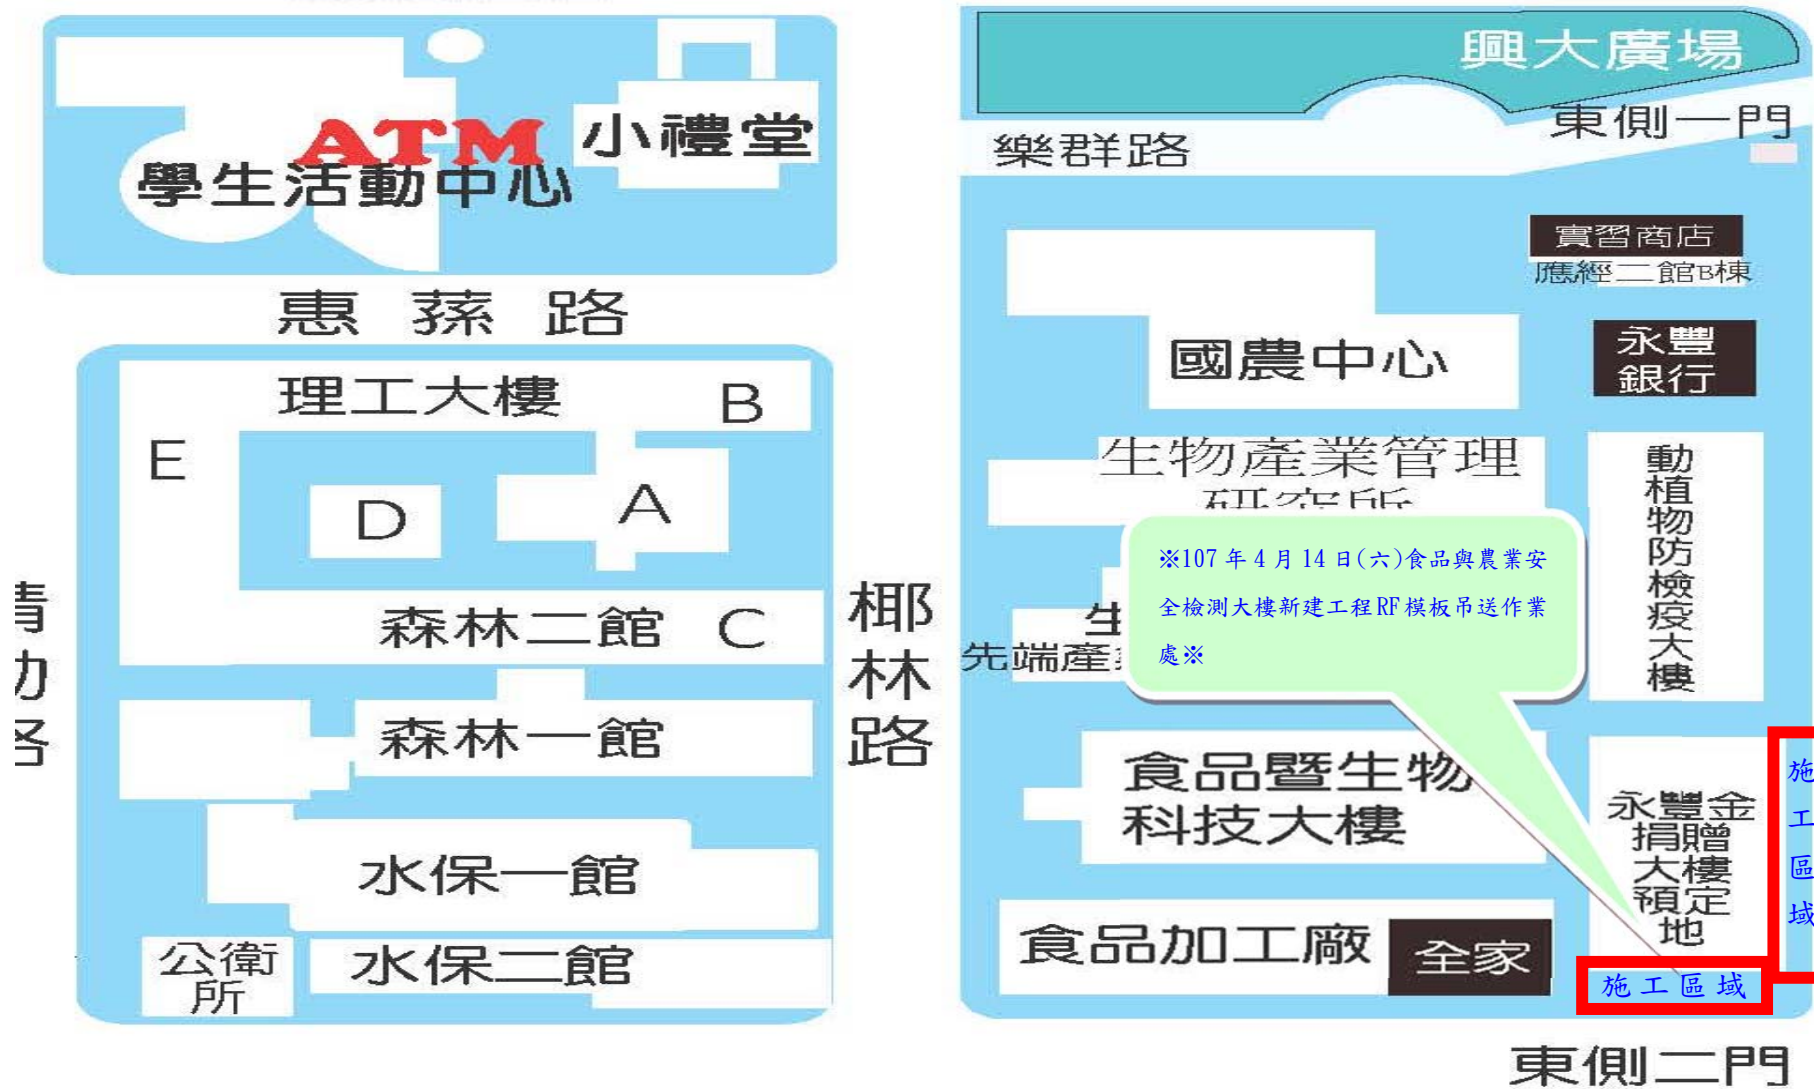 ATM
小禮堂
學生活動中心
惠蓀路
理工大樓
B
E
D
A
森林二館
C
森林一館
水保一館
公衛
所
水保二館
椰
林
路
興大廣場
東側一門
樂群路
實習商店
應經二館B棟
國農中心
永豐
銀行
生物產業管理
研究所
動
植
物
防
檢
疫
大
樓
※107年4月14日(六)食品與農業安
全檢測大樓新建工程RF模板吊送作業
處※
先端產
食品暨生物
科技大樓
永豐金
捐贈
大樓
預定
地
施
工
區
域
食品加工廠
全家
施工區域
東側二門